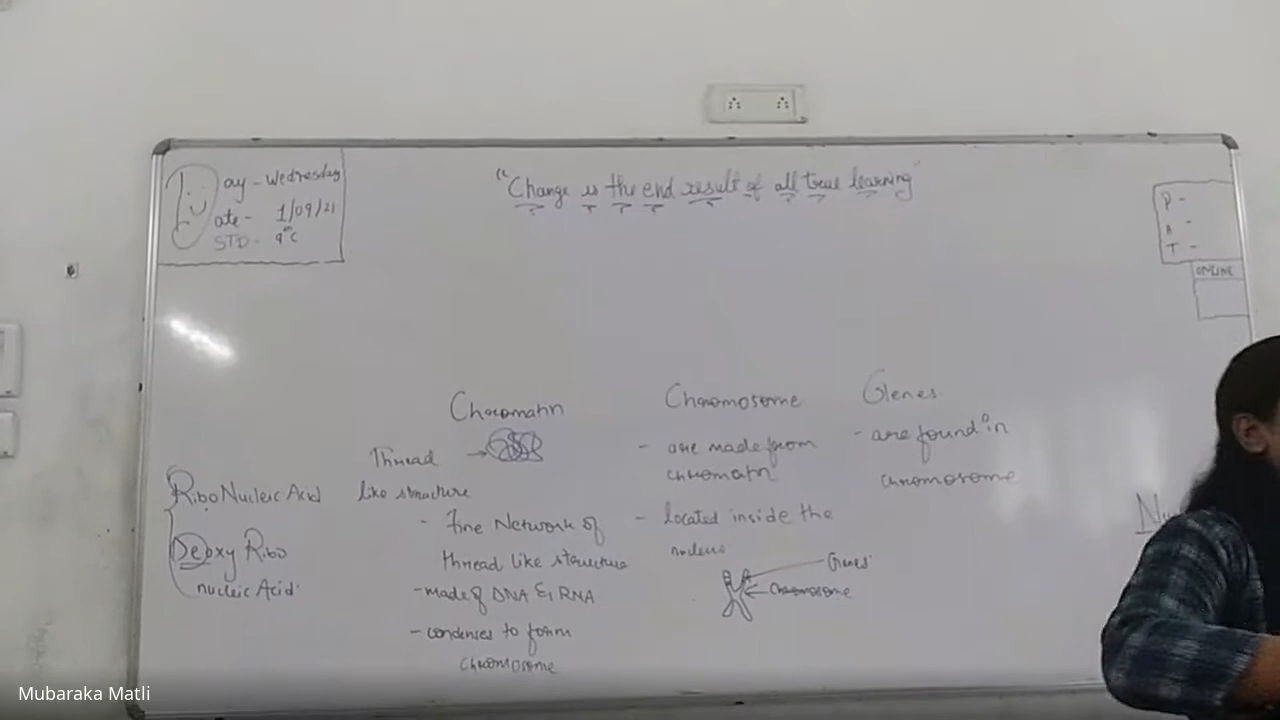 Day - Wednesday
Date - 1/09/21
STD - 9th C
"Change is the end result of all true learning"
P -
A -
T -
ONLINE
Chromatin
Thread
like structure
- Fine Network of
thread like structure
- made of DNA & RNA
- condenses to form
chromosome
Ribo Nucleic Acid
Deoxy Ribo
nucleic Acid
Chromosome
- are made from
chromatin
- located inside the
nucleus
Genes
Chromosome
Genes
- are found in
chromosome
Mubaraka Matli